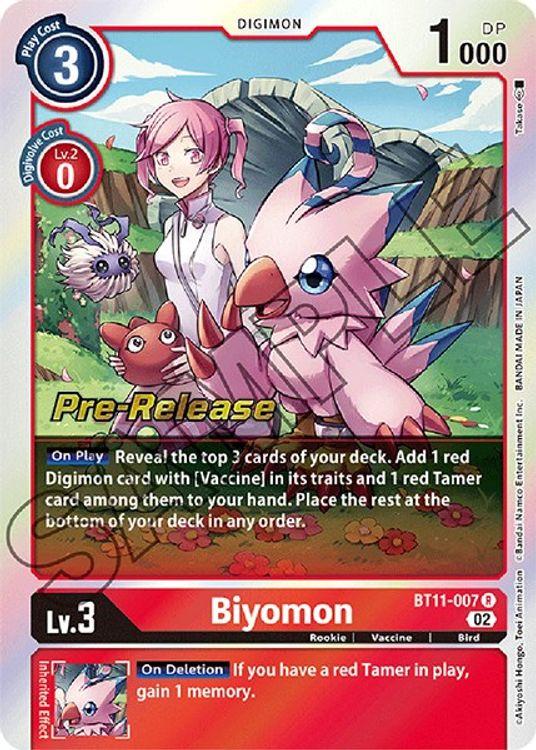 Play Cost
3
DIGIMON
1000
DP
Digivolve Cost
Lv.2
0
Takase
SAMPLE
Pre-Release
On Play Reveal the top 3 cards of your deck. Add 1 red
Digimon card with [Vaccine] in its traits and 1 red Tamer
card among them to your hand. Place the rest at the
bottom of your deck in any order.
©Akiyoshi Hongo, Toei Animation ©Bandai Namco Entertainment Inc. BANDAI MADE IN JAPAN
Lv.3
Biyomon
BT11-007 R
02
Rookie | Vaccine | Bird
Inherited Effect
On Deletion If you have a red Tamer in play,
gain 1 memory.